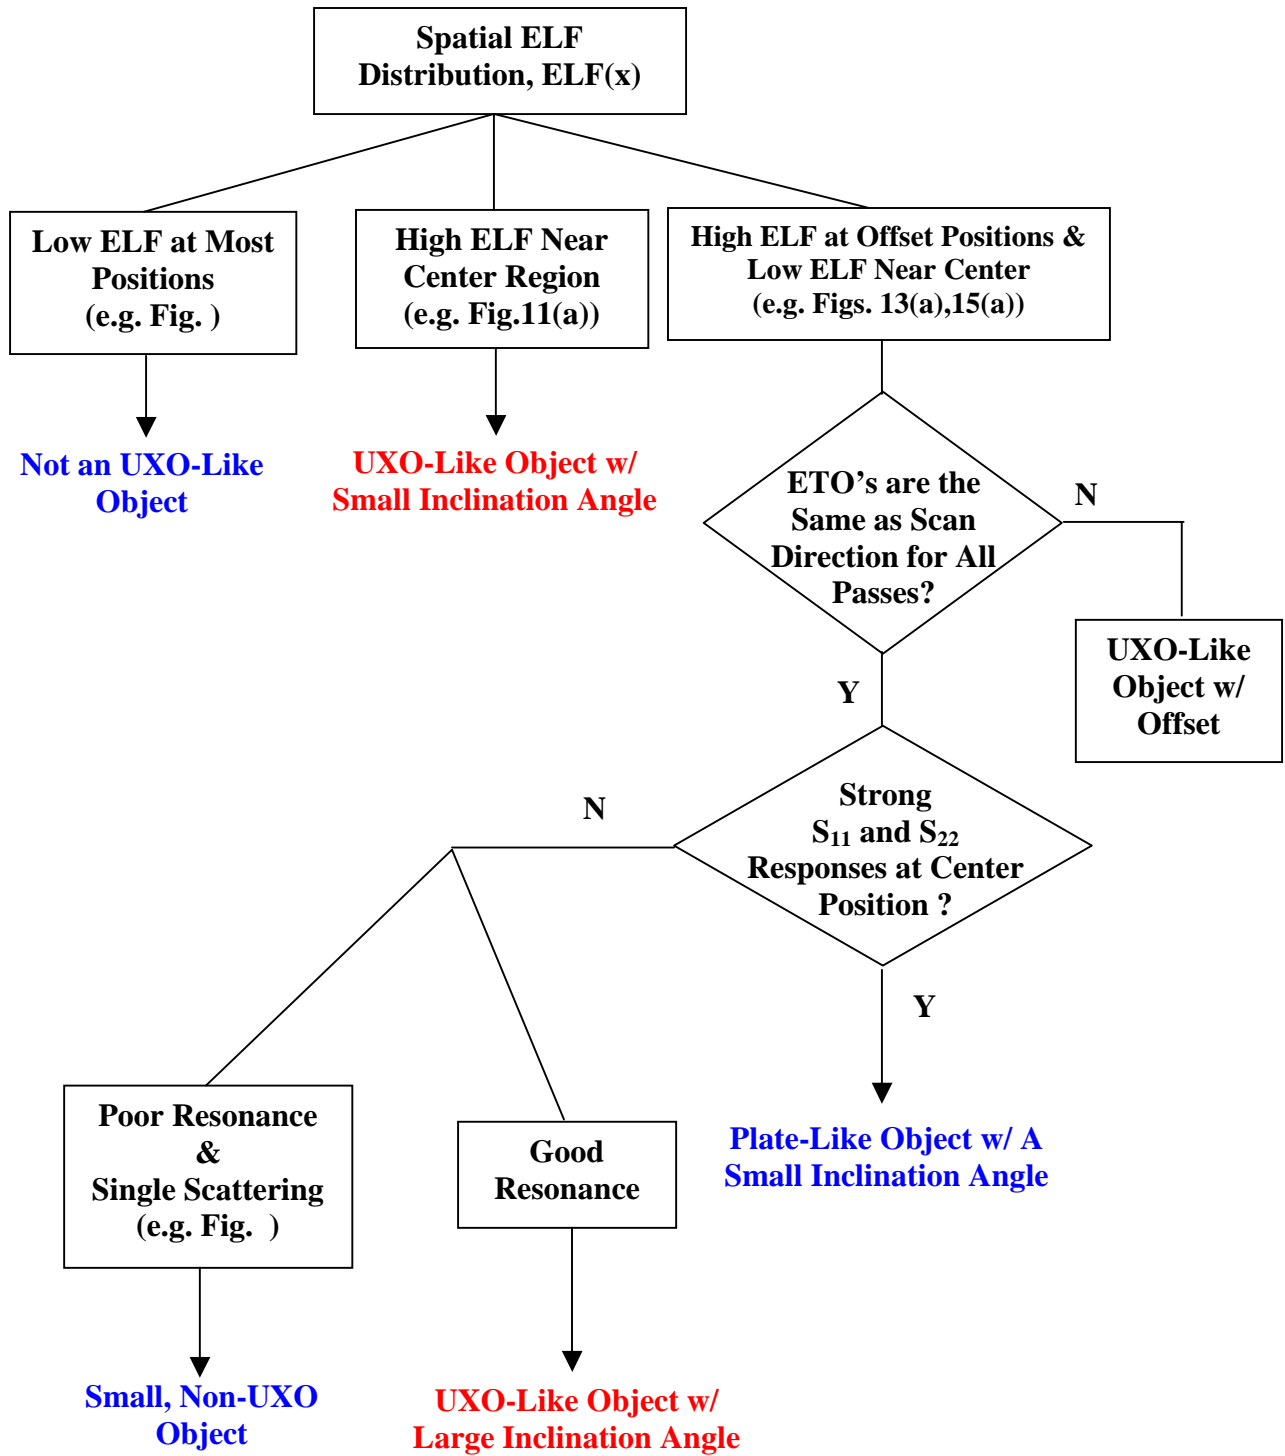 Spatial ELF
Distribution, ELF(x)
Low ELF at Most
Positions
(e.g. Fig. )
High ELF Near
Center Region
(e.g. Fig.11(a))
High ELF at Offset Positions &
Low ELF Near Center
(e.g. Figs. 13(a),15(a))
Not an UXO-Like
Object
UXO-Like Object w/
Small Inclination Angle
ETO’s are the
Same as Scan
Direction for All
Passes?
N
UXO-Like
Object w/
Offset
Y
Strong
S₁₁ and S₂₂
Responses at Center
Position ?
N
Y
Poor Resonance
&
Single Scattering
(e.g. Fig.  )
Good
Resonance
Plate-Like Object w/ A
Small Inclination Angle
Small, Non-UXO
Object
UXO-Like Object w/
Large Inclination Angle